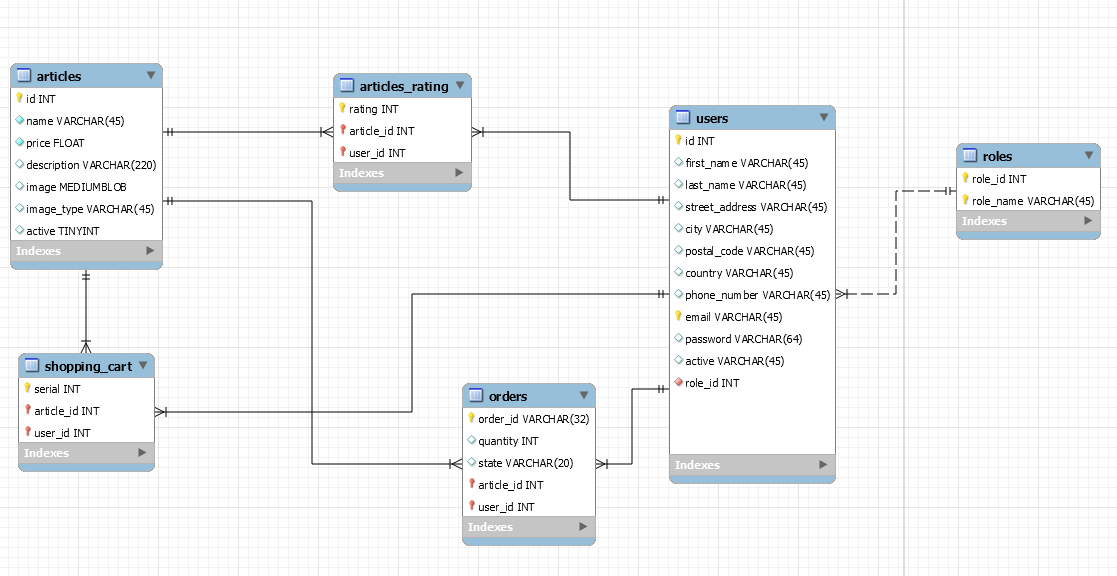 articles
id INT
name VARCHAR(45)
price FLOAT
description VARCHAR(220)
image MEDIUMBLOB
image_type VARCHAR(45)
active TINYINT
Indexes
articles_rating
rating INT
article_id INT
user_id INT
Indexes
users
id INT
first_name VARCHAR(45)
last_name VARCHAR(45)
street_address VARCHAR(45)
city VARCHAR(45)
postal_code VARCHAR(45)
country VARCHAR(45)
phone_number VARCHAR(45)
email VARCHAR(45)
password VARCHAR(64)
active VARCHAR(45)
role_id INT
Indexes
roles
role_id INT
role_name VARCHAR(45)
Indexes
shopping_cart
serial INT
article_id INT
user_id INT
Indexes
orders
order_id VARCHAR(32)
quantity INT
state VARCHAR(20)
article_id INT
user_id INT
Indexes